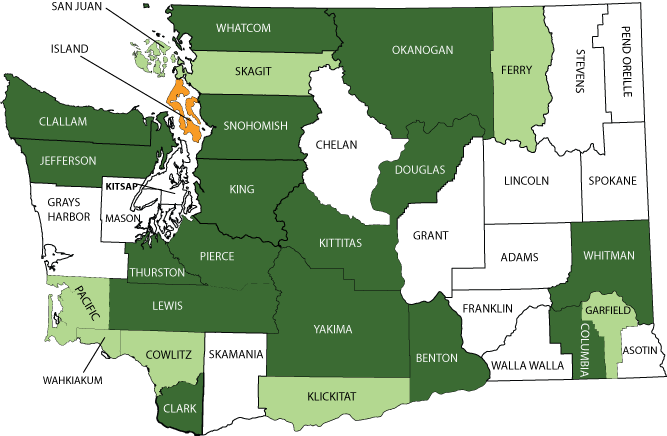 SAN JUAN
WHATCOM
ISLAND
OKANOGAN
PEND OREILLE
STEVENS
FERRY
SKAGIT
CLALLAM
SNOHOMISH
CHELAN
JEFFERSON
DOUGLAS
LINCOLN
SPOKANE
KITSAP
KING
GRAYS
HARBOR
MASON
GRANT
KITTITAS
PIERCE
ADAMS
WHITMAN
THURSTON
PACIFIC
LEWIS
FRANKLIN
GARFIELD
YAKIMA
COLUMBIA
COWLITZ
SKAMANIA
BENTON
WALLA WALLA
ASOTIN
WAHKIAKUM
KLICKITAT
CLARK